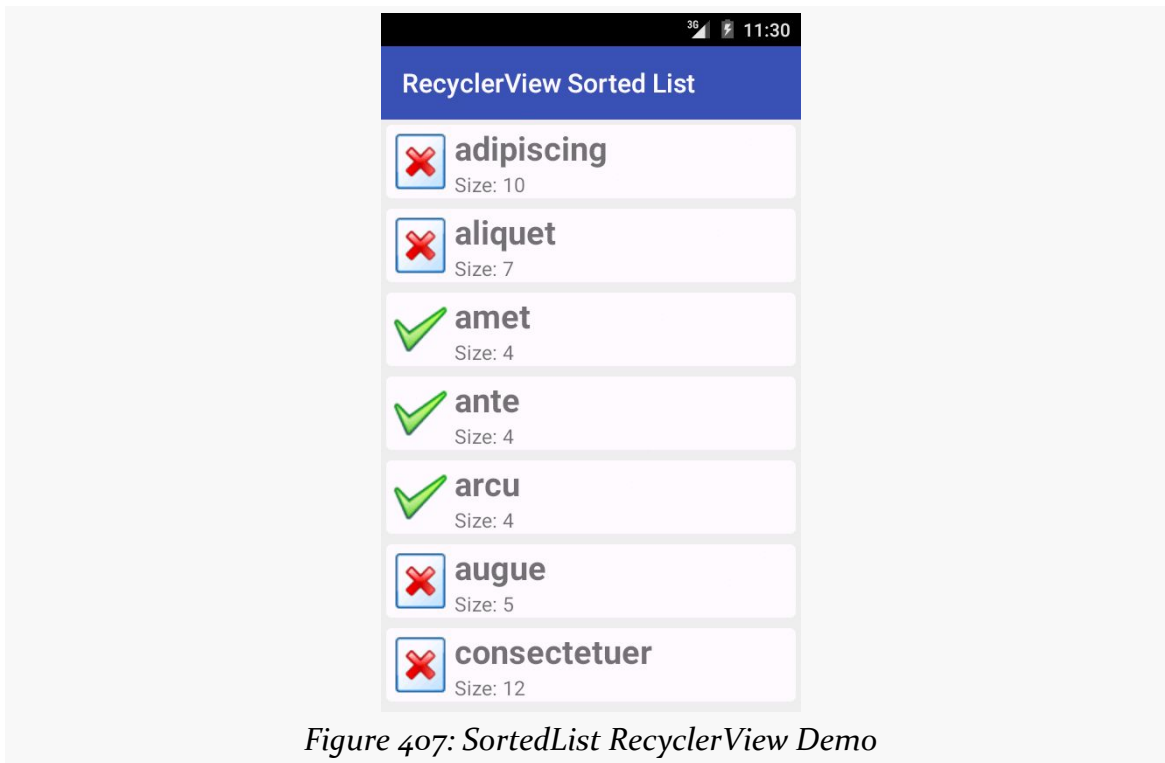 3G 11:30
RecyclerView Sorted List
adipiscing
Size: 10
aliquet
Size: 7
amet
Size: 4
ante
Size: 4
arcu
Size: 4
augue
Size: 5
consectetuer
Size: 12
Figure 407: SortedList RecyclerView Demo